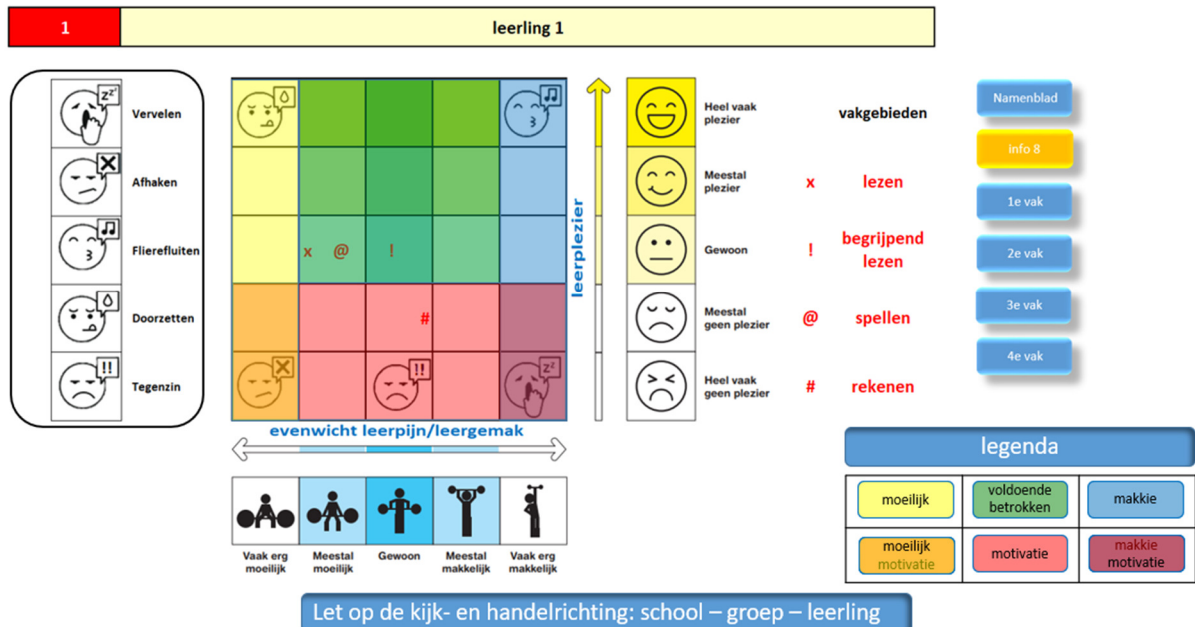 1
leerling 1
zzz
Vervelen
Afhaken
Flierefluiten
!!
Doorzetten
Tegenzin
x @ !
#
!!
zz
evenwicht leerpijn/leergemak
leerplezier
Vaak erg
moeilijk
Meestal
moeilijk
Gewoon
Meestal
makkelijk
Vaak erg
makkelijk
Heel vaak
plezier
Meestal
plezier
Gewoon
Meestal
geen plezier
Heel vaak
geen plezier
vakgebieden
x lezen
! begrijpend
lezen
@ spellen
# rekenen
Namenblad
info 8
1e vak
2e vak
3e vak
4e vak
legenda
moeilijk
voldoende
betrokken
makkie
moeilijk
motivatie
motivatie
makkie
motivatie
Let op de kijk- en handelrichting: school – groep – leerling